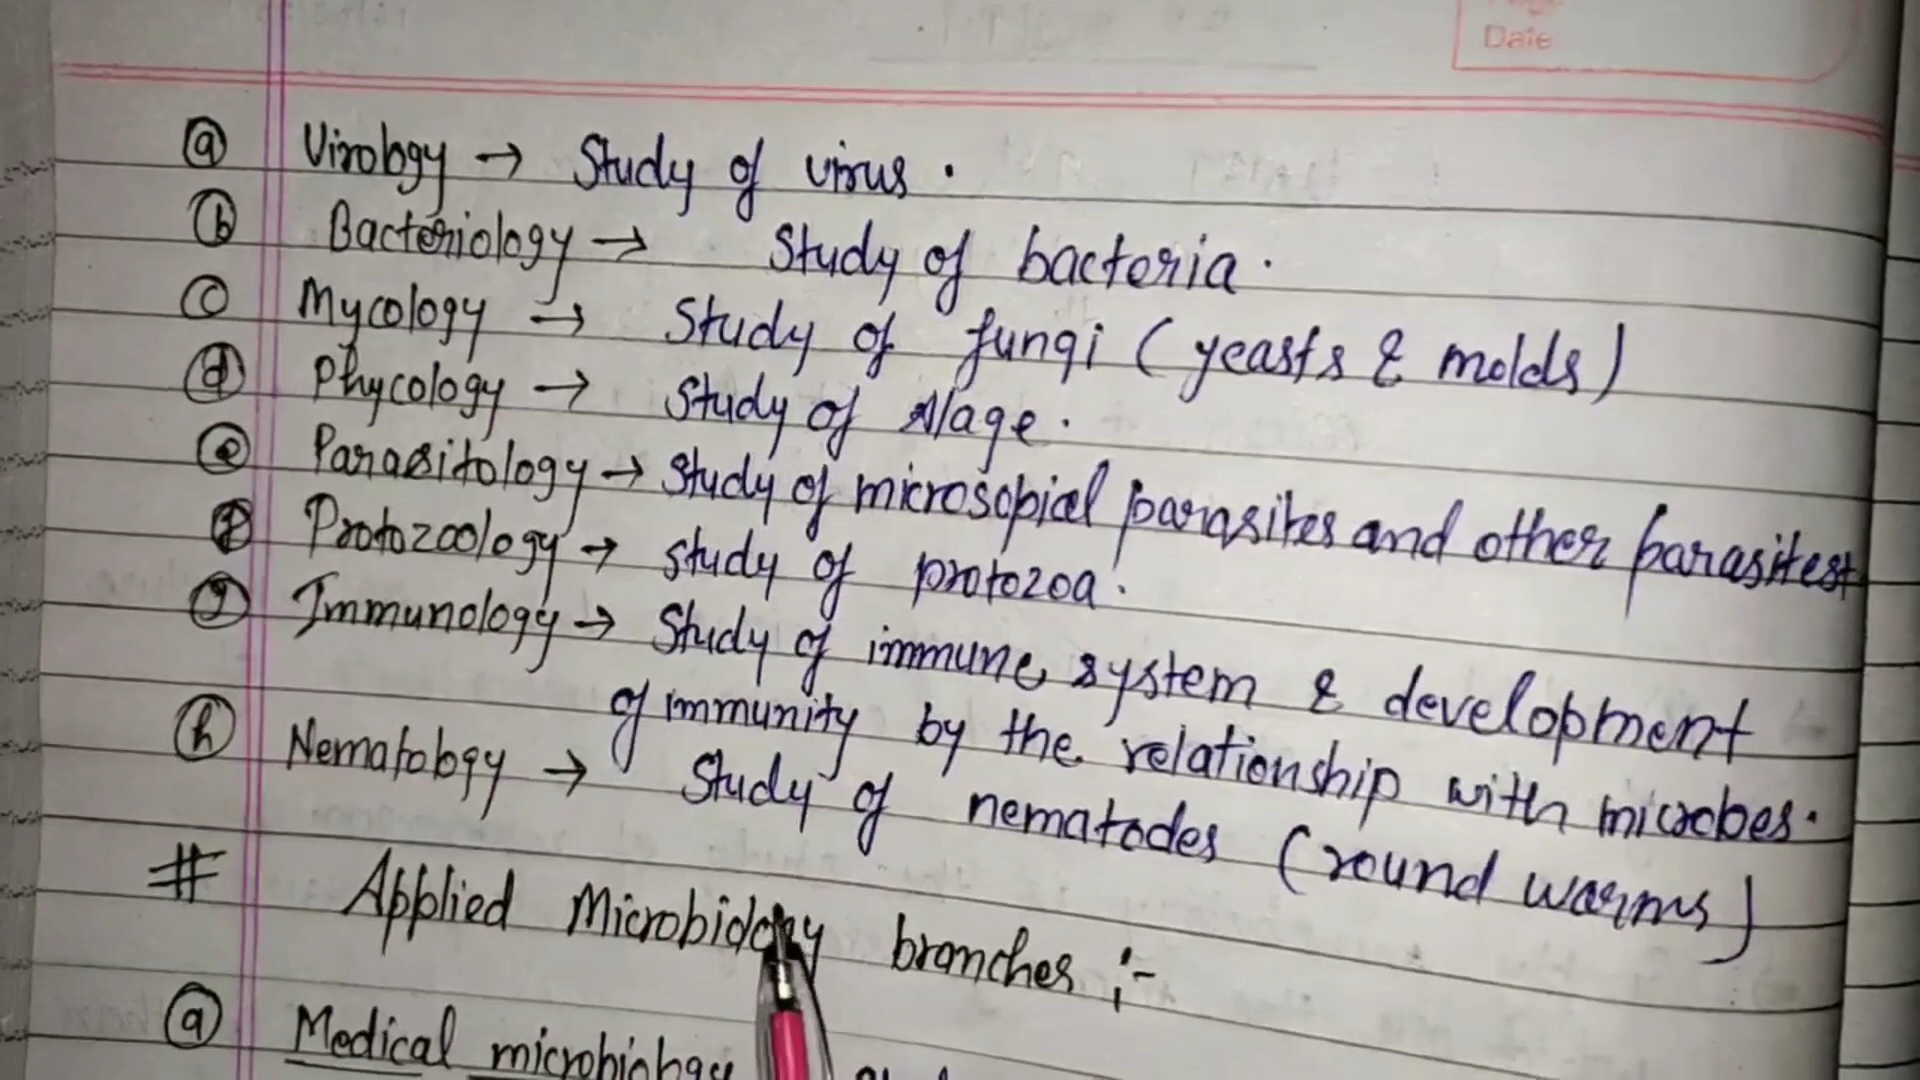 Date
ⓐ Virology → Study of virus.
ⓑ Bacteriology → Study of bacteria.
ⓒ Mycology → Study of fungi (yeasts & molds)
ⓓ Phycology → Study of Alage.
ⓔ Parasitology → Study of microsopical parasites and other parasites
ⓕ Protozoology → Study of protozoa.
ⓖ Immunology → Study of immune system & development
of immunity by the relationship with microbes.
ⓗ Nematology → Study of nematodes (round warms)
# Applied Microbiology branches :-
ⓐ Medical microbiology